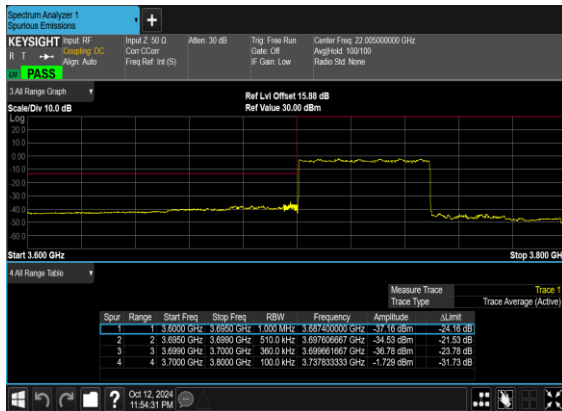 Spectrum Analyzer 1
Spurious Emissions
KEYSIGHT Input: RF Input Z: 50 Ω Atten: 30 dB Trig: Free Run Center Freq: 22.005000000 GHz
R T Coupling: DC Corr CCorr Gate: Off Avg|Hold: 100/100
Align: Auto Freq Ref: Int (S) IF Gain: Low Radio Std: None
PASS
3 All Range Graph
Ref Lvl Offset 15.88 dB
Scale/Div 10.0 dB Ref Value 30.00 dBm
Log
20.0
10.0
0.00
-10.0
-20.0
-30.0
-40.0
-50.0
-60.0
Start 3.600 GHz Stop 3.800 GH
4 All Range Table
Measure Trace Trace 1
Trace Type Trace Average (Active)
Spur Range Start Freq Stop Freq RBW Frequency Amplitude ΔLimit
1 1 3.6000 GHz 3.6950 GHz 1.000 MHz 3.687400000 GHz -37.16 dBm -24.16 dB
2 2 3.6950 GHz 3.6990 GHz 510.0 kHz 3.697606667 GHz -34.53 dBm -21.53 dB
3 3 3.6990 GHz 3.7000 GHz 360.0 kHz 3.699661667 GHz -36.78 dBm -23.78 dB
4 4 3.7000 GHz 3.8000 GHz 100.0 kHz 3.737833333 GHz -1.729 dBm -31.73 dB
? Oct 12, 2024
11:54:31 PM